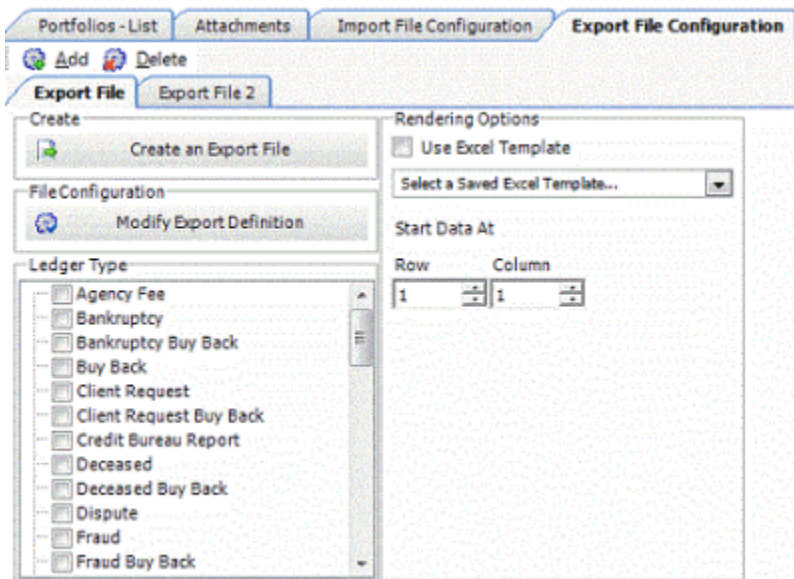 Portfolios - List Attachments Import File Configuration Export File Configuration
Add Delete
Export File Export File 2
Create
Create an Export File
File Configuration
Modify Export Definition
Ledger Type
Agency Fee
Bankruptcy
Bankruptcy Buy Back
Buy Back
Client Request
Client Request Buy Back
Credit Bureau Report
Deceased
Deceased Buy Back
Dispute
Fraud
Fraud Buy Back
Rendering Options
Use Excel Template
Select a Saved Excel Template...
Start Data At
Row Column
1 1